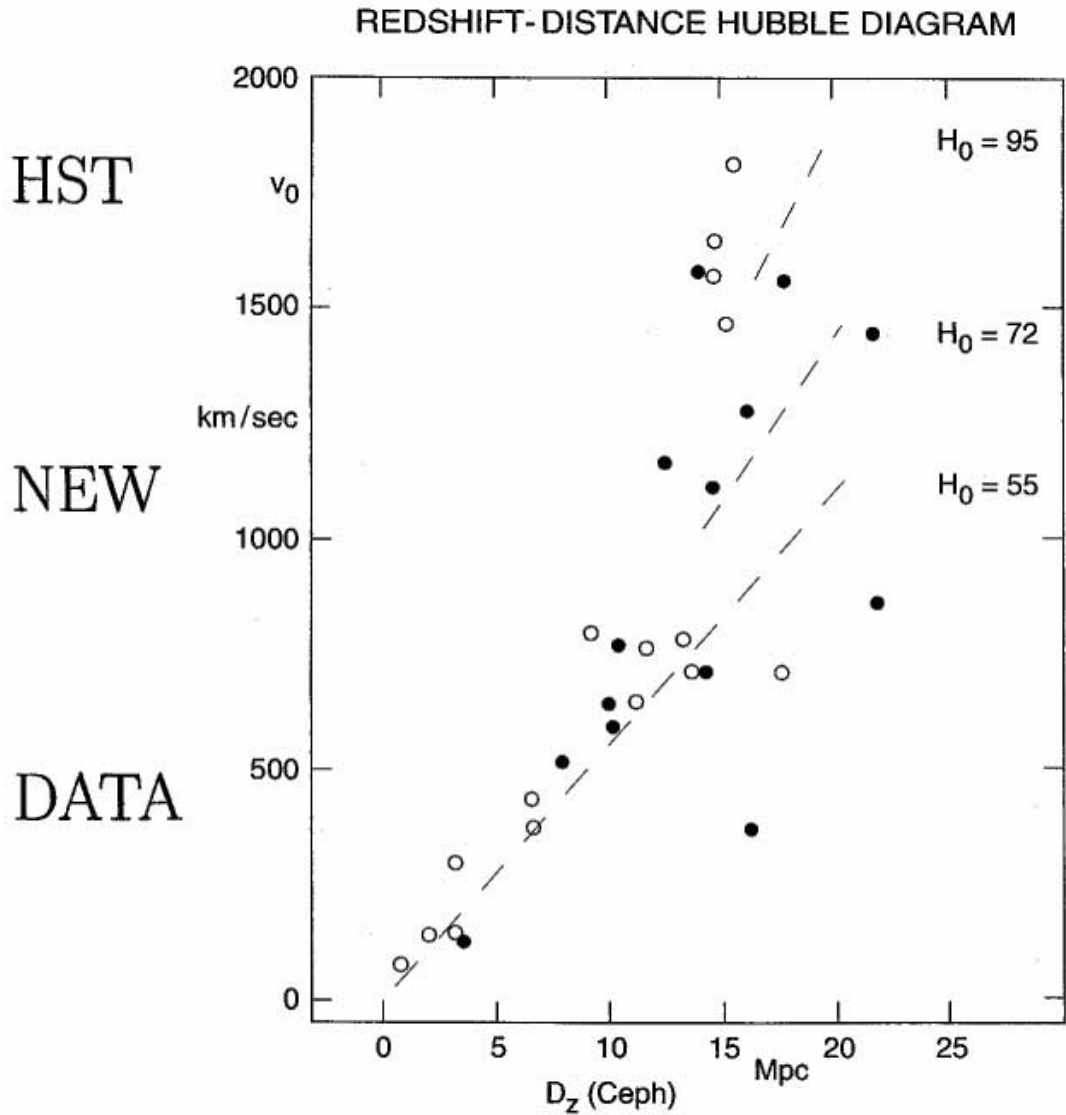 REDSHIFT-DISTANCE HUBBLE DIAGRAM
2000
H₀ = 95
HST
v₀
1500
H₀ = 72
km/sec
NEW
H₀ = 55
1000
500
DATA
0
0 5 10 15 20 25
Mpc
D_z (Ceph)